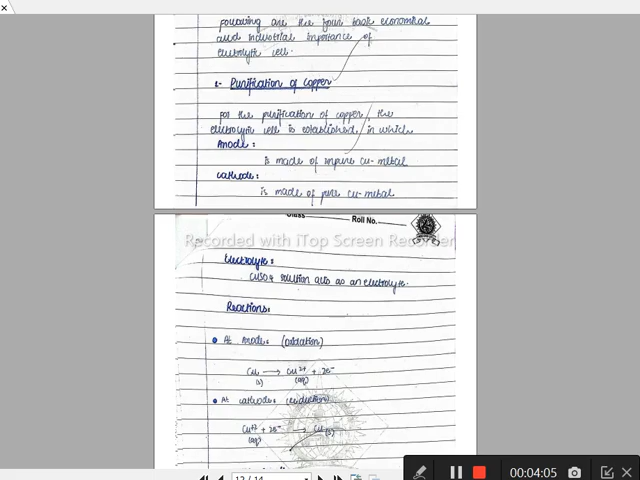 following are the four basic economical
and industrial importance of
electrolytic cell.
1- Purification of copper
For the purification of copper, the
electrolytic cell is established, in which
Anode:
is made of impure Cu-metal
Cathode:
is made of pure Cu-metal
Class Roll No.
Recorded with iTop Screen Recorder
Electrolyte:
CuSO4 solution acts as an electrolyte.
Reactions:
At Anode: (oxidation)
Cu → Cu2+ + 2e-
(s) (aq)
At cathode: (reduction)
Cu+2 + 2e- → Cu(s)
(aq)
12 / 14
00:04:05